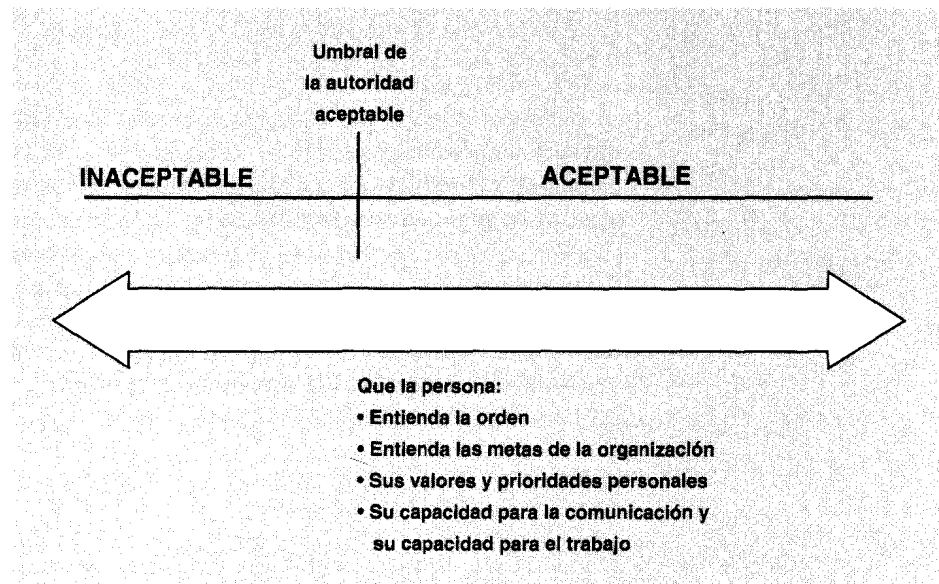 Umbral de
la autoridad
aceptable
INACEPTABLE
ACEPTABLE
Que la persona:
• Entienda la orden
• Entienda las metas de la organización
• Sus valores y prioridades personales
• Su capacidad para la comunicación y
su capacidad para el trabajo